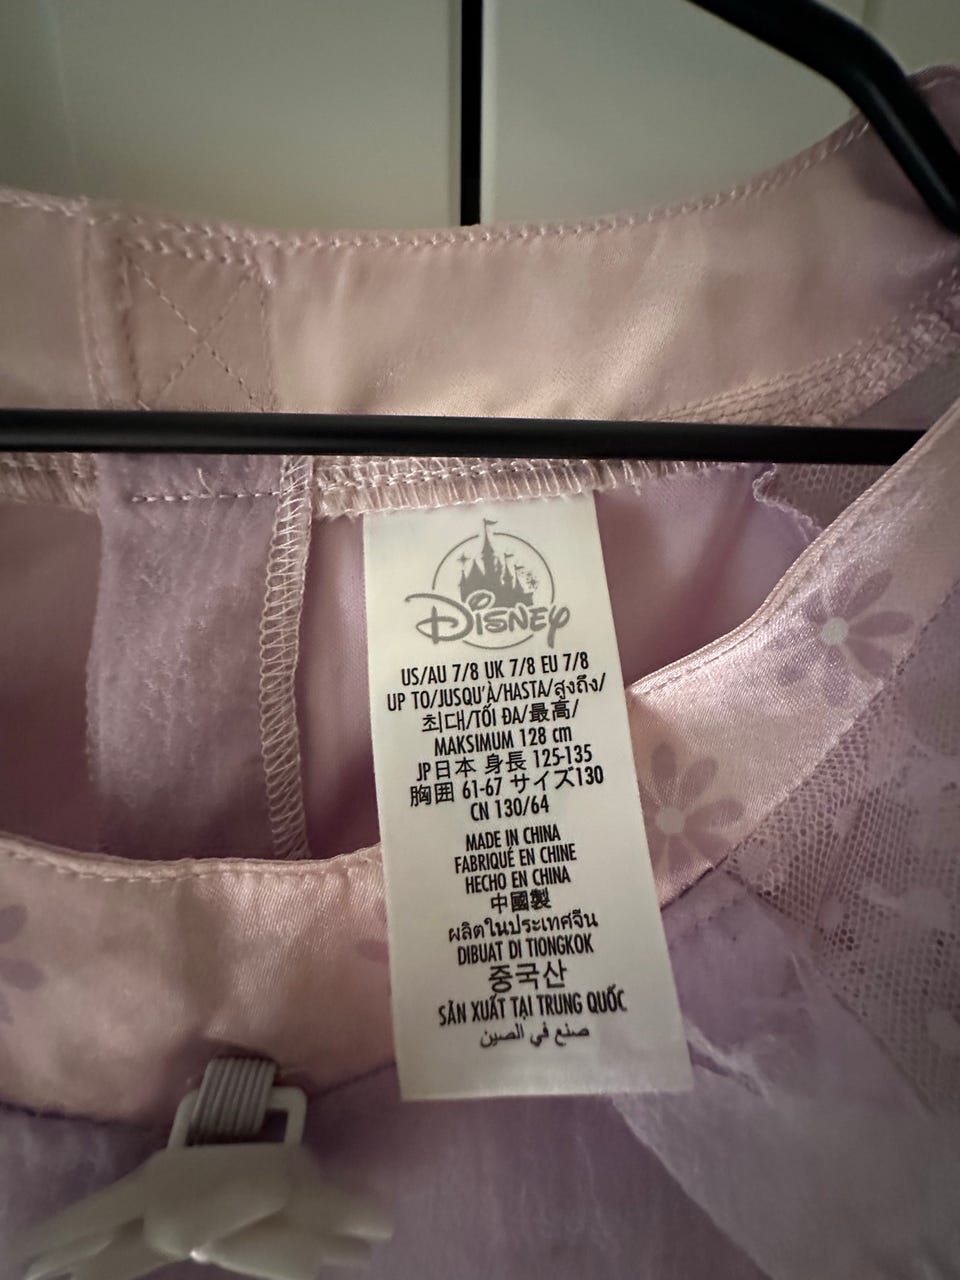 Disney
US/AU 7/8 UK 7/8 EU 7/8
UP TO/JUSQU'À/HASTA/สูงถึง/
최대/TỐI ĐA/最高/
MAKSIMUM 128 cm
JP日本 身長 125-135
胸囲 61-67 サイズ130
CN 130/64
MADE IN CHINA
FABRIQUÉ EN CHINE
HECHO EN CHINA
中國製
ผลิตในประเทศจีน
DIBUAT DI TIONGKOK
중국산
SẢN XUẤT TẠI TRUNG QUỐC
صنع في الصين